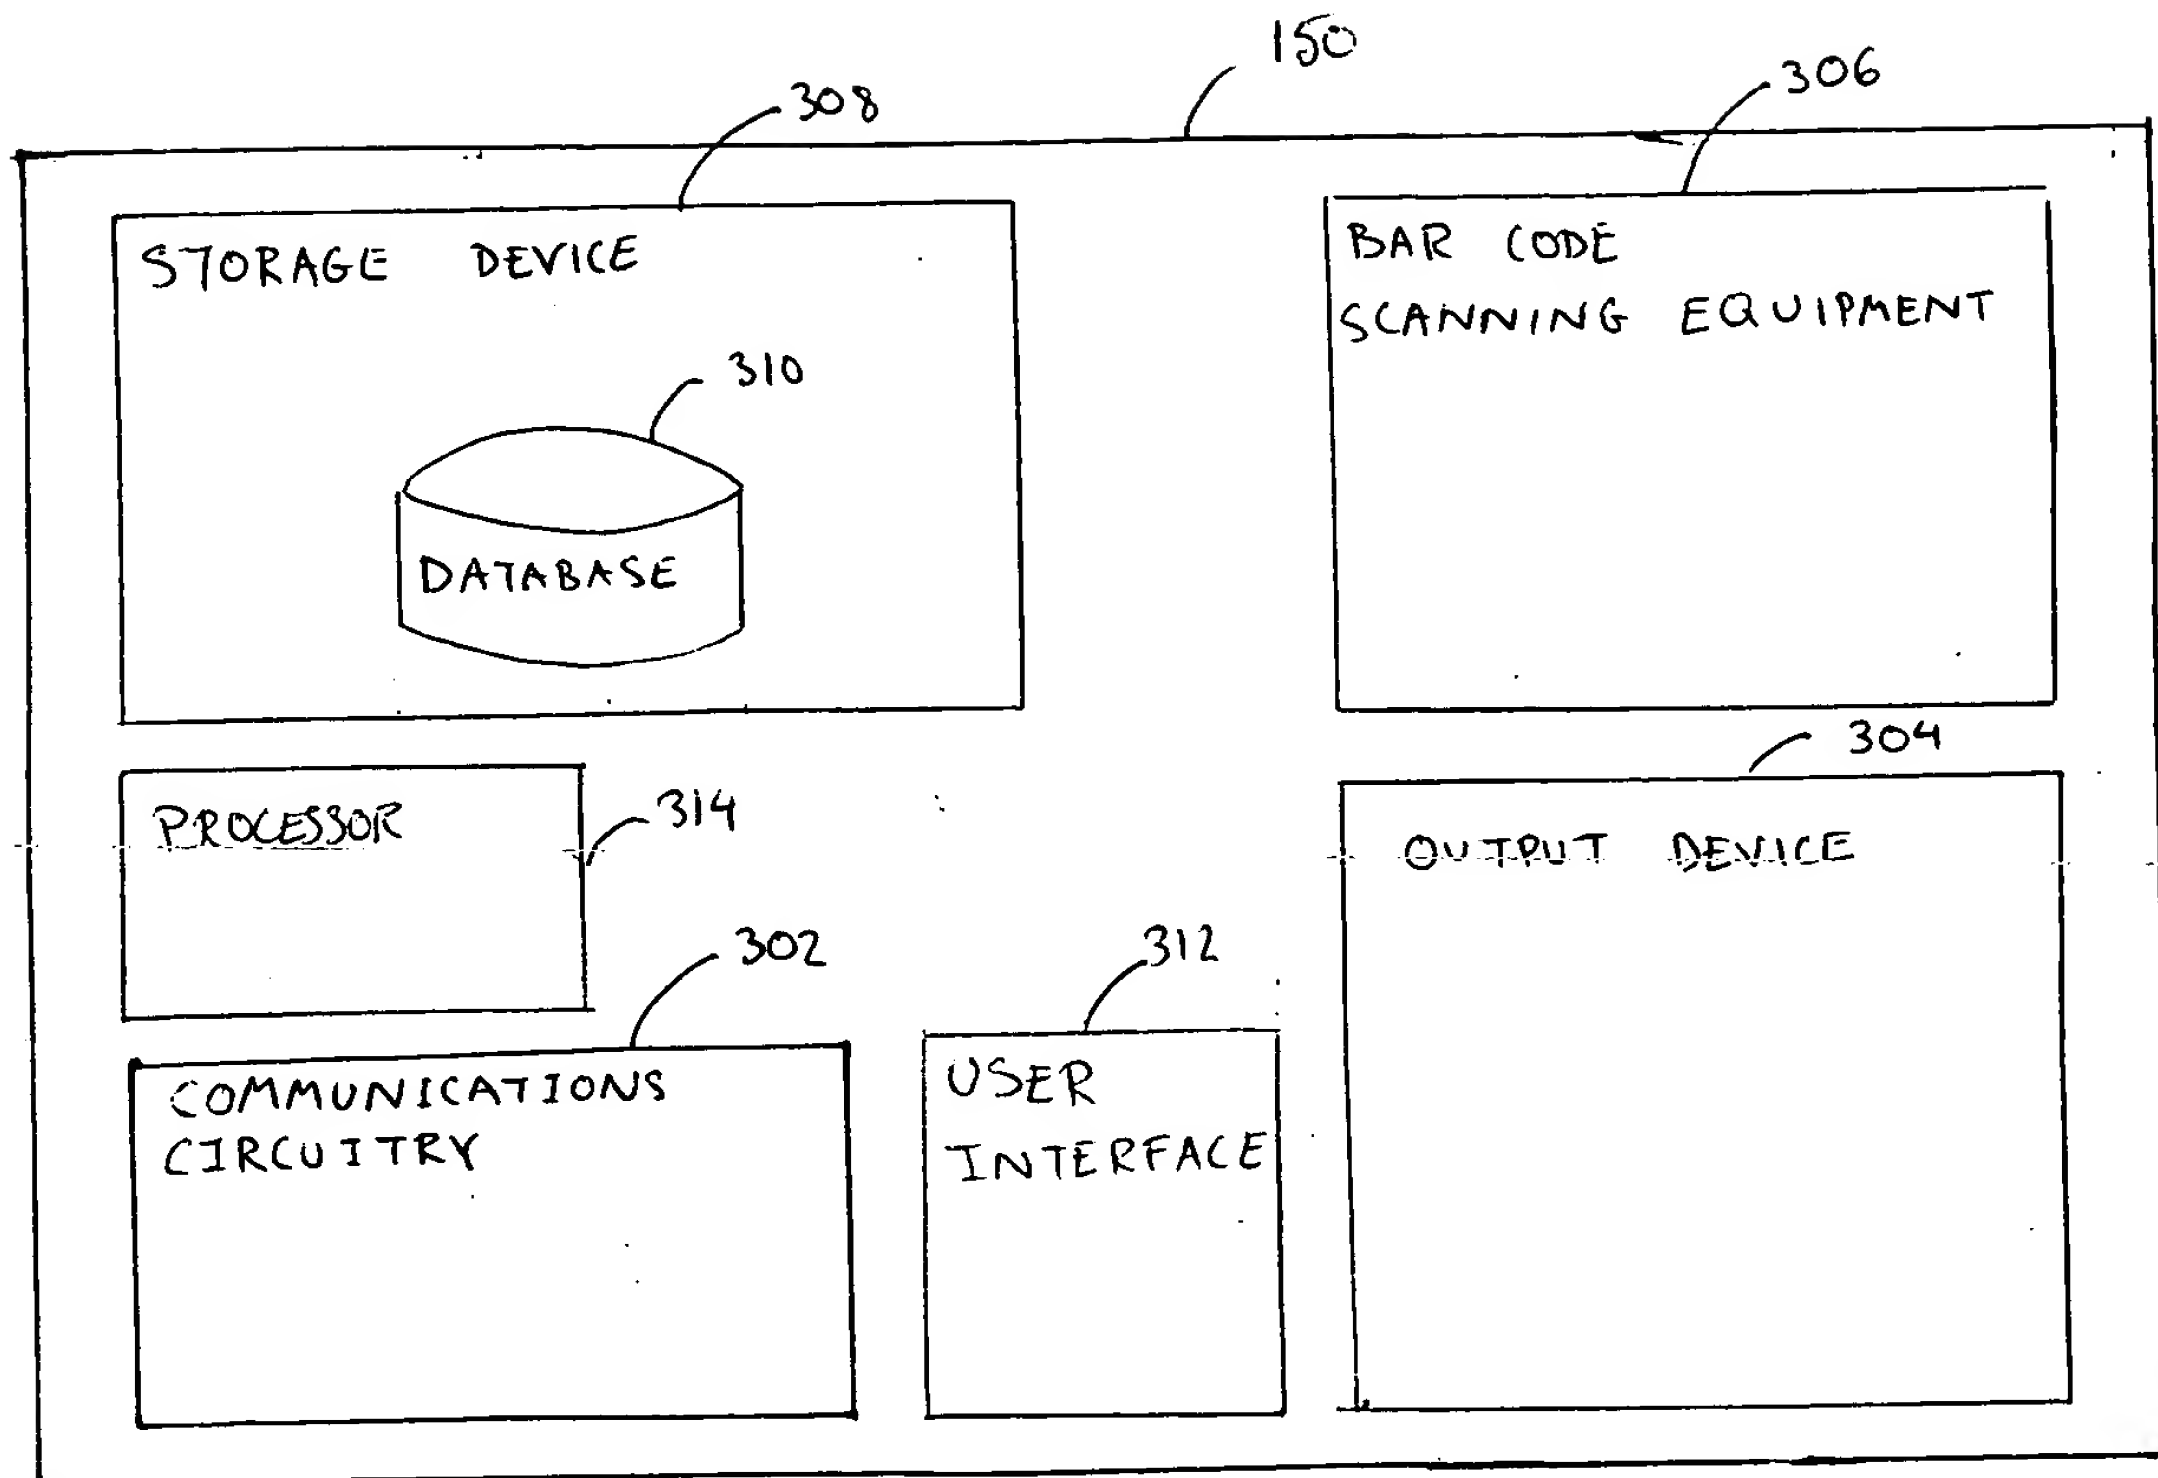 150
308
306
STORAGE DEVICE
BAR CODE
SCANNING EQUIPMENT
310
DATABASE
304
PROCESSOR
314
OUTPUT DEVICE
302
312
COMMUNICATIONS
CIRCUITRY
USER
INTERFACE